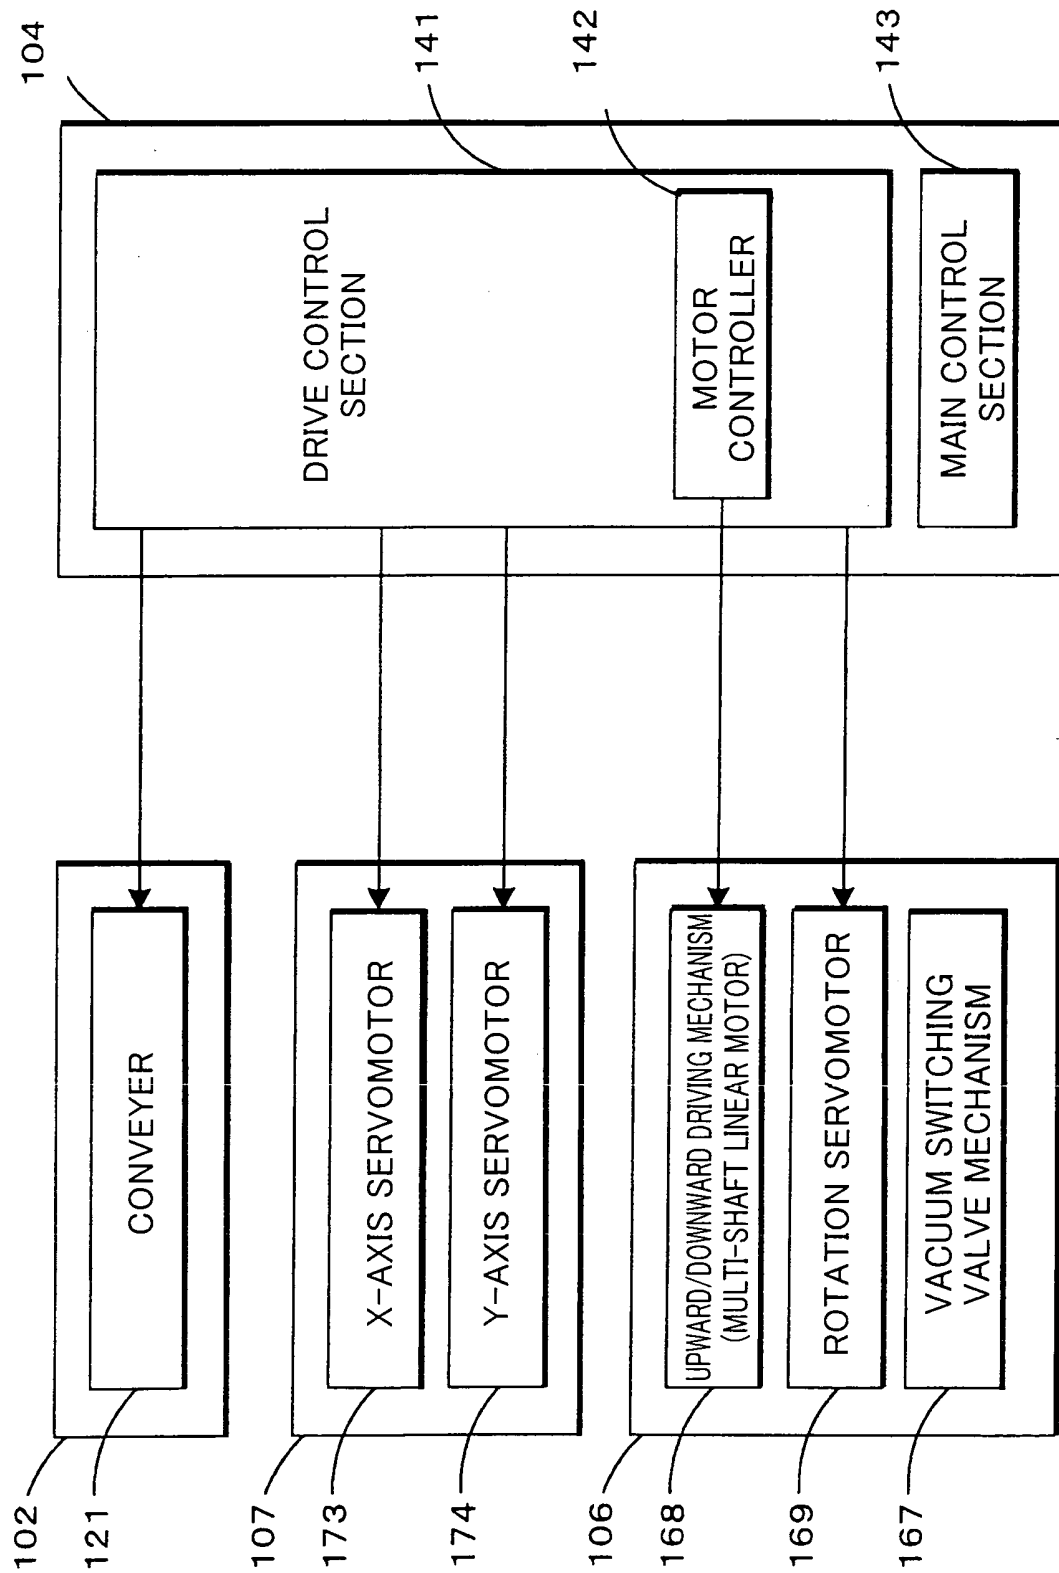 104
141
142
143
DRIVE CONTROL
SECTION
MOTOR
CONTROLLER
MAIN CONTROL
SECTION
CONVEYER
X-AXIS SERVOMOTOR
Y-AXIS SERVOMOTOR
UPWARD/DOWNWARD DRIVING MECHANISM
(MULTI-SHAFT LINEAR MOTOR)
ROTATION SERVOMOTOR
VACUUM SWITCHING
VALVE MECHANISM
102
121
107
173
174
106
168
169
167